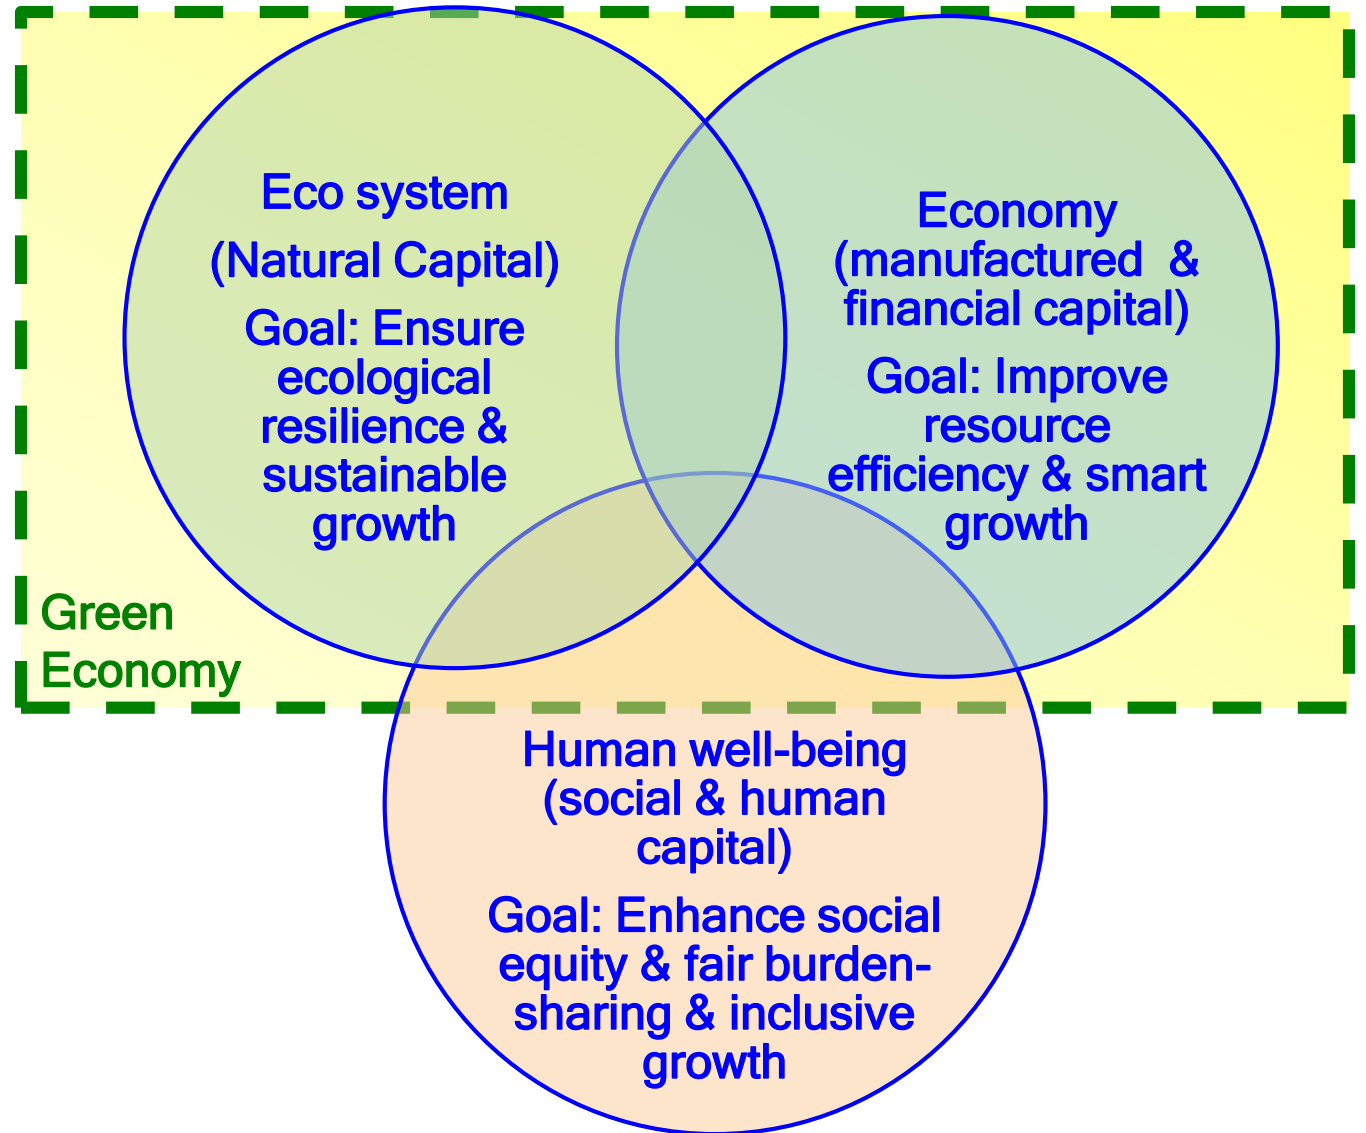 Eco system
(Natural Capital)
Goal: Ensure
ecological
resilience &
sustainable
growth
Economy
(manufactured  &
financial capital)
Goal: Improve
resource
efficiency & smart
growth
Green
Economy
Human well-being
(social & human
capital)
Goal: Enhance social
equity & fair burden-
sharing & inclusive
growth